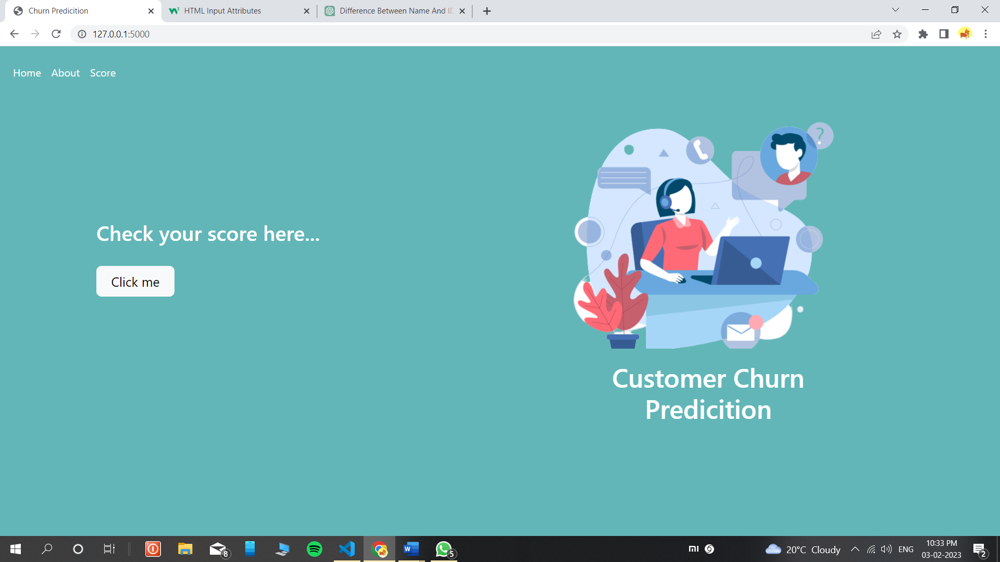 Churn Predicition
HTML Input Attributes
Difference Between Name And ID
127.0.0.1:5000
Home About Score
?
Check your score here...
Click me
Customer Churn
Predicition
8
5
mi
20°C Cloudy
ENG
10:33 PM
03-02-2023
2